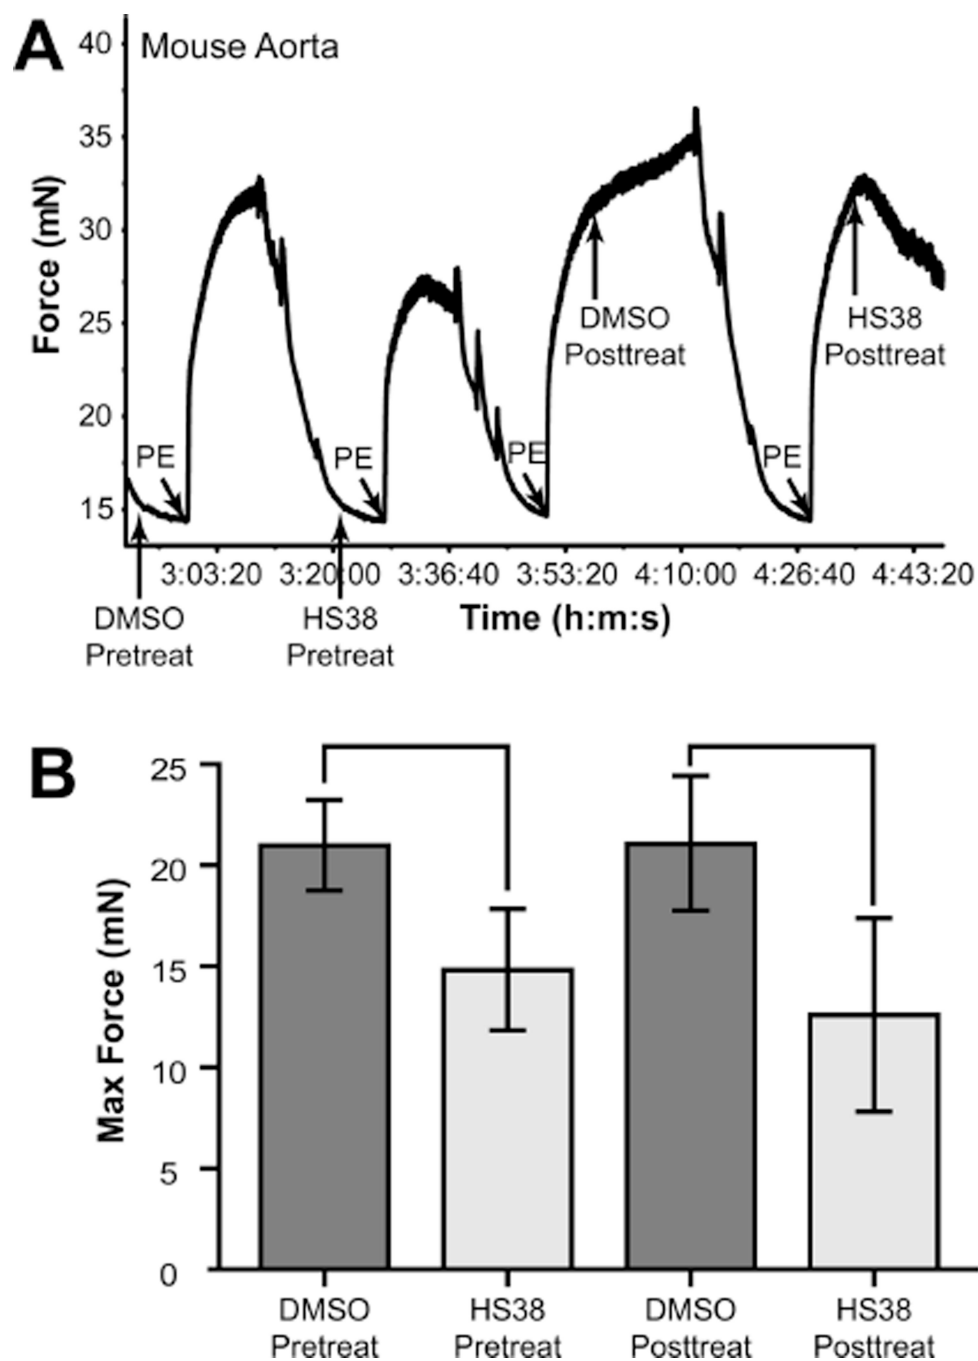 A
Mouse Aorta
40
35
30
25
20
15
Force (mN)
PE
PE
PE
PE
DMSO
Posttreat
HS38
Posttreat
3:03:20 3:20:00 3:36:40 3:53:20 4:10:00 4:26:40 4:43:20
DMSO
Pretreat
HS38
Pretreat
Time (h:m:s)
B
25
20
15
10
5
0
Max Force (mN)
DMSO
Pretreat
HS38
Pretreat
DMSO
Posttreat
HS38
Posttreat